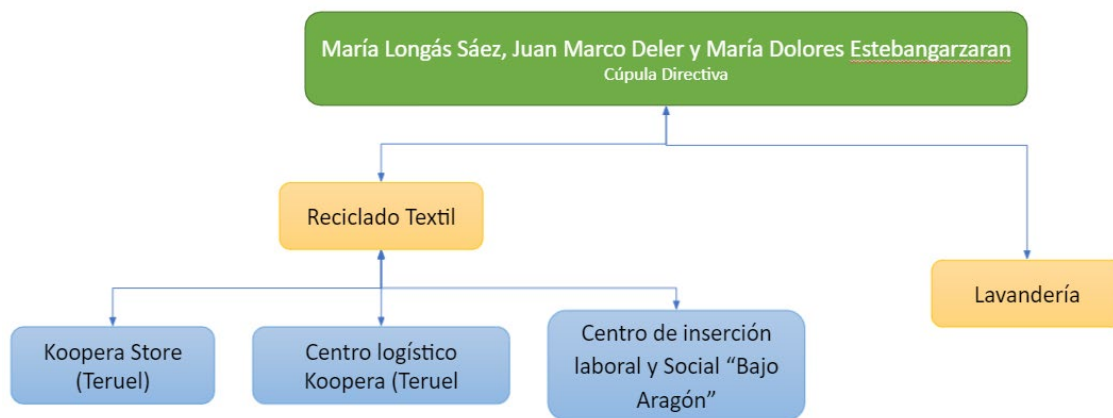 María Longás Sáez, Juan Marco Deler y María Dolores Estebangarzaran
Cúpula Directiva
Reciclado Textil
Lavandería
Koopera Store
(Teruel)
Centro logístico
Koopera (Teruel
Centro de inserción
laboral y Social “Bajo
Aragón”